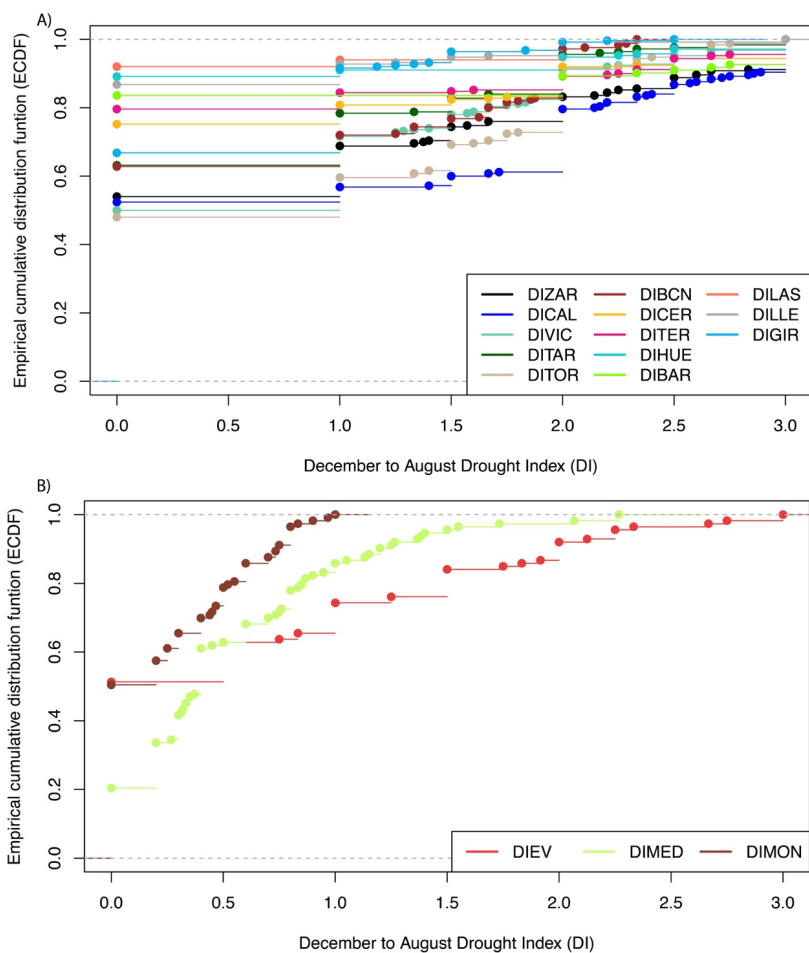 A)
Empirical cumulative distribution funtion (ECDF)
1.0
0.8
0.6
0.4
0.2
0.0
DIZAR DIBCN DILAS
DICAL DICER DILLE
DIVIC DITER DIGIR
DITAR DIHUE
DITOR DIBAR
0.0 0.5 1.0 1.5 2.0 2.5 3.0
December to August Drought Index (DI)
B)
Empirical cumulative distribution funtion (ECDF)
1.0
0.8
0.6
0.4
0.2
0.0
DIEV DIMED DIMON
0.0 0.5 1.0 1.5 2.0 2.5 3.0
December to August Drought Index (DI)